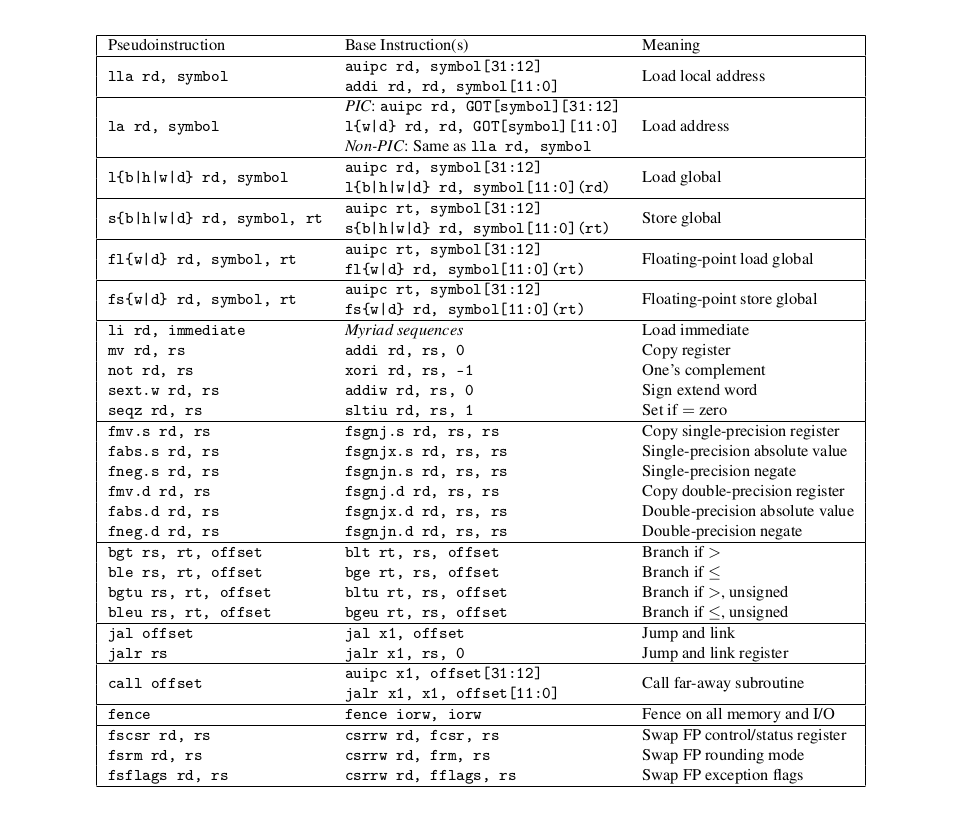 Pseudoinstruction Base Instruction(s) Meaning
lla rd, symbol auipc rd, symbol[31:12] Load local address
addi rd, rd, symbol[11:0]
la rd, symbol PIC: auipc rd, GOT[symbol][31:12] Load address
l{w|d} rd, rd, GOT[symbol][11:0]
Non-PIC: Same as lla rd, symbol
l{b|h|w|d} rd, symbol auipc rd, symbol[31:12] Load global
l{b|h|w|d} rd, symbol[11:0](rd)
s{b|h|w|d} rd, symbol, rt auipc rt, symbol[31:12] Store global
s{b|h|w|d} rd, symbol[11:0](rt)
fl{w|d} rd, symbol, rt auipc rt, symbol[31:12] Floating-point load global
fl{w|d} rd, symbol[11:0](rt)
fs{w|d} rd, symbol, rt auipc rt, symbol[31:12] Floating-point store global
fs{w|d} rd, symbol[11:0](rt)
li rd, immediate Myriad sequences Load immediate
mv rd, rs addi rd, rs, 0 Copy register
not rd, rs xori rd, rs, -1 One's complement
sext.w rd, rs addiw rd, rs, 0 Sign extend word
seqz rd, rs sltiu rd, rs, 1 Set if = zero
fmv.s rd, rs fsgnj.s rd, rs, rs Copy single-precision register
fabs.s rd, rs fsgnjx.s rd, rs, rs Single-precision absolute value
fneg.s rd, rs fsgnjn.s rd, rs, rs Single-precision negate
fmv.d rd, rs fsgnj.d rd, rs, rs Copy double-precision register
fabs.d rd, rs fsgnjx.d rd, rs, rs Double-precision absolute value
fneg.d rd, rs fsgnjn.d rd, rs, rs Double-precision negate
bgt rs, rt, offset blt rt, rs, offset Branch if >
ble rs, rt, offset bge rt, rs, offset Branch if ≤
bgtu rs, rt, offset bltu rt, rs, offset Branch if >, unsigned
bleu rs, rt, offset bgeu rt, rs, offset Branch if ≤, unsigned
jal offset jal x1, offset Jump and link
jalr rs jalr x1, rs, 0 Jump and link register
call offset auipc x1, offset[31:12] Call far-away subroutine
jalr x1, x1, offset[11:0]
fence fence iorw, iorw Fence on all memory and I/O
fscsr rd, rs csrrw rd, fcsr, rs Swap FP control/status register
fsrm rd, rs csrrw rd, frm, rs Swap FP rounding mode
fsflags rd, rs csrrw rd, fflags, rs Swap FP exception flags